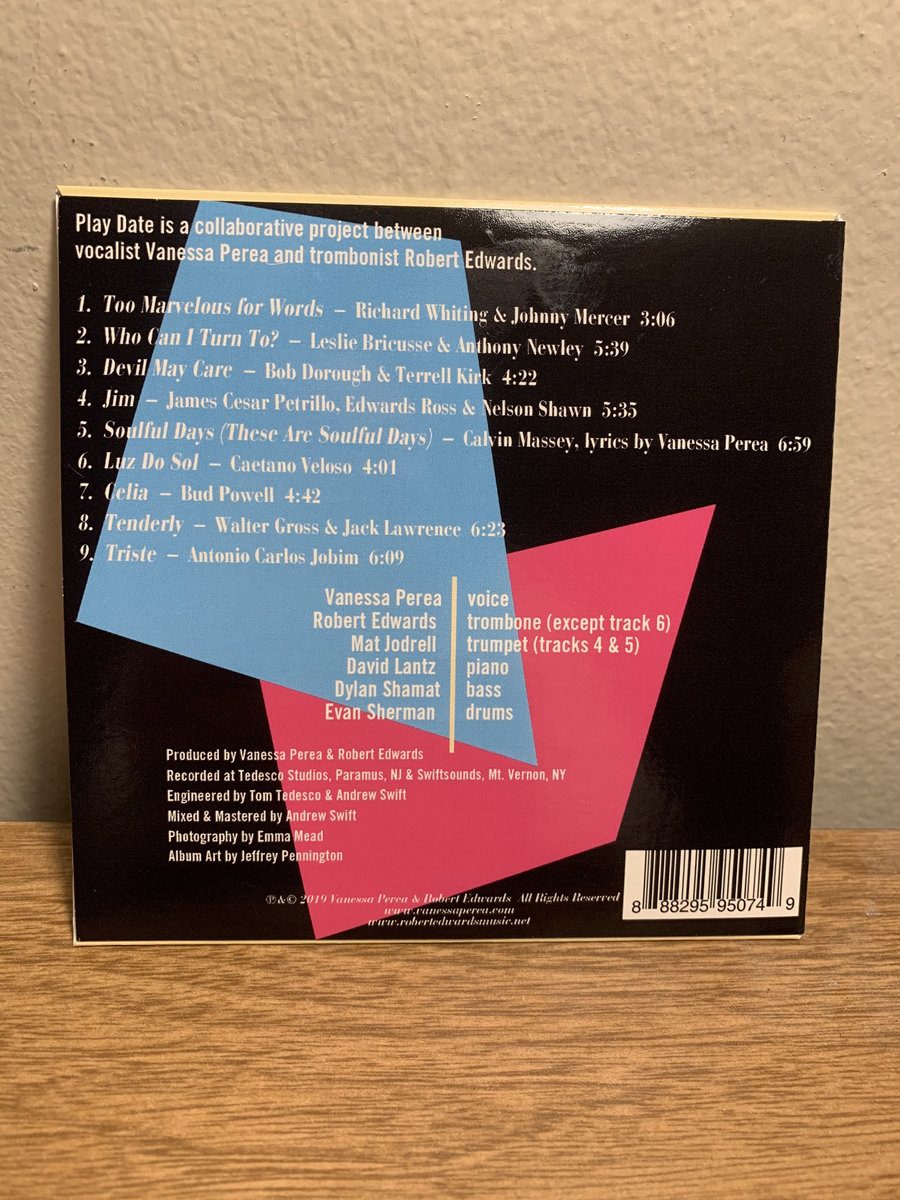 Play Date is a collaborative project between
vocalist Vanessa Perea and trombonist Robert Edwards.
1. Too Marvelous for Words – Richard Whiting & Johnny Mercer 3:06
2. Who Can I Turn To? – Leslie Bricusse & Anthony Newley 5:39
3. Devil May Care – Bob Dorough & Terrell Kirk 4:22
4. Jim – James Cesar Petrillo, Edwards Ross & Nelson Shawn 5:35
5. Soulful Days (These Are Soulful Days) – Calvin Massey, lyrics by Vanessa Perea 6:59
6. Luz Do Sol – Caetano Veloso 4:01
7. Celia – Bud Powell 4:42
8. Tenderly – Walter Gross & Jack Lawrence 6:23
9. Triste – Antonio Carlos Jobim 6:09
Vanessa Perea voice
Robert Edwards trombone (except track 6)
Mat Jodrell trumpet (tracks 4 & 5)
David Lantz piano
Dylan Shamat bass
Evan Sherman drums
Produced by Vanessa Perea & Robert Edwards
Recorded at Tedesco Studios, Paramus, NJ & Swiftsounds, Mt. Vernon, NY
Engineered by Tom Tedesco & Andrew Swift
Mixed & Mastered by Andrew Swift
Photography by Emma Mead
Album Art by Jeffrey Pennington
℗&© 2019 Vanessa Perea & Robert Edwards All Rights Reserved
www.vanessaperea.com
www.robertedwardsmusic.net
8 88295 95074 9